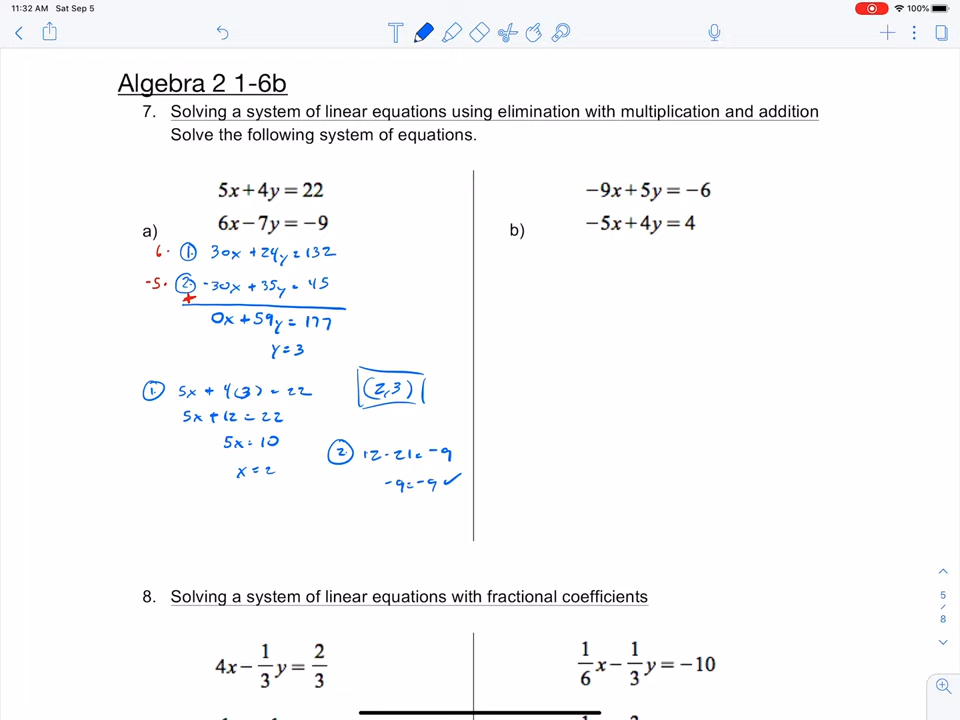 11:32 AM Sat Sep 5
100%
Algebra 2 1-6b
7. Solving a system of linear equations using elimination with multiplication and addition
Solve the following system of equations.
5x+4y=22
6x−7y=−9
a)
6· ① 30x + 24y = 132
-5· ② -30x + 35y = 45
+
0x + 59y = 177
y = 3
① 5x + 4(3) = 22
5x + 12 = 22
5x = 10
x = 2
(2,3)
② 12 - 21 = -9
-9 = -9 ✓
−9x+5y=−6
−5x+4y=4
b)
8. Solving a system of linear equations with fractional coefficients
4x − 1/3 y = 2/3
1/6 x − 1/3 y = −10
5
/
8